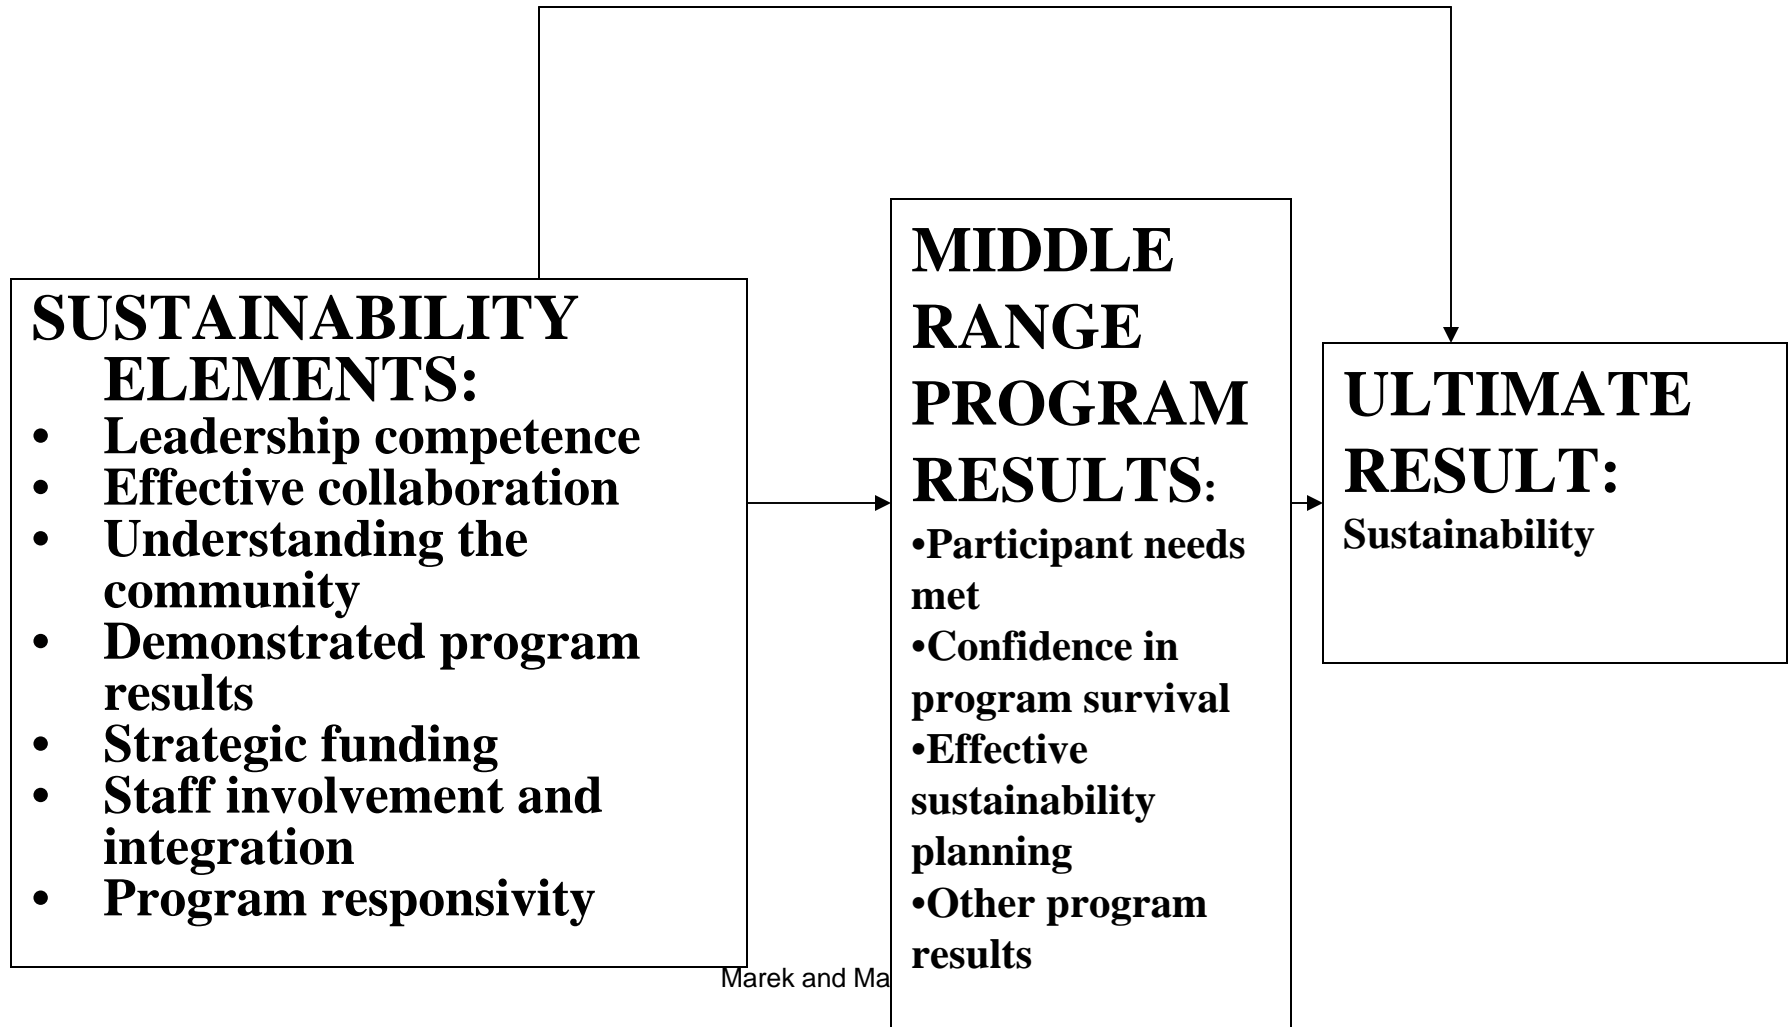 SUSTAINABILITY
ELEMENTS:
• Leadership competence
• Effective collaboration
• Understanding the
community
• Demonstrated program
results
• Strategic funding
• Staff involvement and
integration
• Program responsivity
MIDDLE
RANGE
PROGRAM
RESULTS:
•Participant needs
met
•Confidence in
program survival
•Effective
sustainability
planning
•Other program
results
ULTIMATE
RESULT:
Sustainability
Marek and